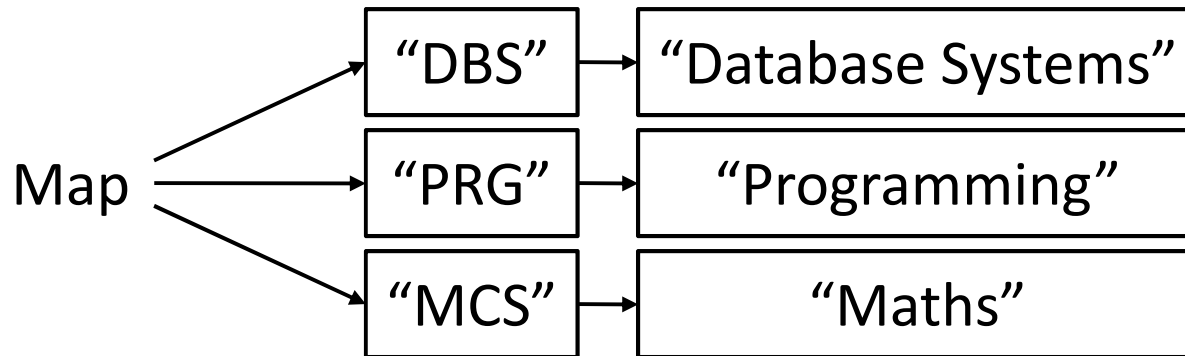 “DBS” “Database Systems”
Map “PRG” “Programming”
“MCS” “Maths”